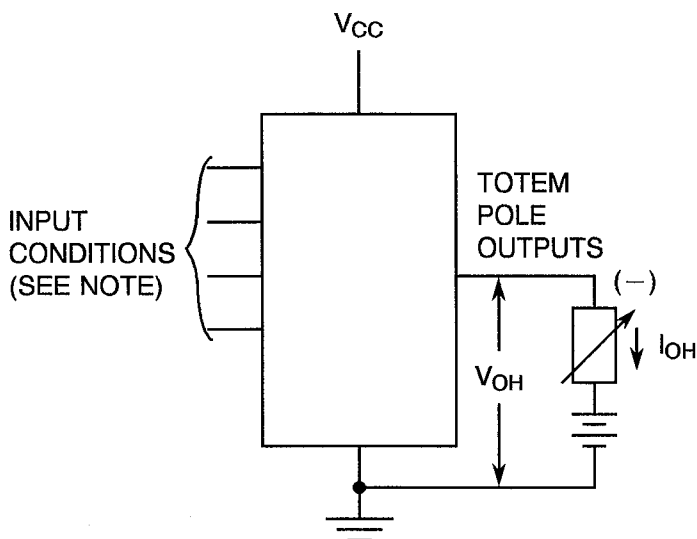 VCC
TOTEM
POLE
OUTPUTS
INPUT
CONDITIONS
(SEE NOTE)
(—)
IOH
VOH